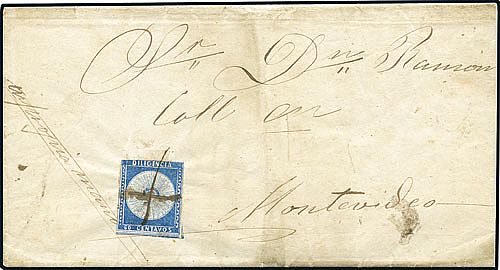 Sr. Dn. Ramon
Coll en
Montevideo
DILIGENCIA
60 CENTAVOS